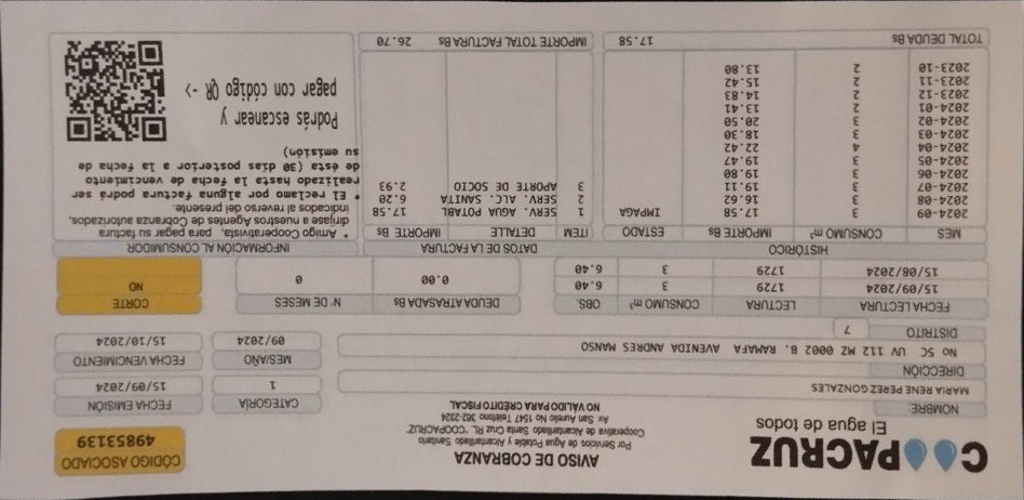 COOPACRUZ
El agua de todos
AVISO DE COBRANZA
Por Servicios de Agua Potable y Alcantarillado Sanitario
Cooperativa de Alcantarillado Santa Cruz RL. "COOPACRUZ"
Av. San Aurelio No 1547 Teléfono No 362-2324
NO VÁLIDO PARA CRÉDITO FISCAL
CÓDIGO ASOCIADO
49853139
NOMBRE:
MARIA RENE PEREZ GONZALES
CATEGORÍA
1
FECHA EMISIÓN
15/09/2024
DIRECCIÓN
No SC UV 112 MZ 0002 B. RAMAFA AVENIDA ANDRES MANSO
MES/AÑO
09/2024
FECHA VENCIMIENTO
15/10/2024
DISTRITO 7
FECHA LECTURA LECTURA CONSUMO m³ OBS.
15/09/2024 1729 3 6.40
15/08/2024 1729 3 6.40
DEUDA ATRASADA Bs
0.00
N° DE MESES
0
CORTE
NO
HISTÓRICO
MES CONSUMO m³ IMPORTE Bs ESTADO
2024-09 3 17.58 IMPAGA
2024-08 3 16.62
2024-07 3 19.11
2024-06 3 19.80
2024-05 3 19.47
2024-04 4 22.42
2024-03 3 18.30
2024-02 3 20.50
2024-01 2 13.41
2023-12 2 14.83
2023-11 2 15.42
2023-10 2 13.80
TOTAL DEUDA Bs 17.58
DATOS DE LA FACTURA
ITEM DETALLE IMPORTE Bs
1 SERV. AGUA POTABL 17.58
2 SERV. ALC. SANITA 6.20
3 APORTE DE SOCIO 2.93
IMPORTE TOTAL FACTURA Bs 26.70
INFORMACIÓN AL CONSUMIDOR
* Amigo Cooperativista, para pagar su factura
diríjase a nuestros Agentes de Cobranza autorizados,
indicados al reverso del presente.
* El reclamo por alguna factura podrá ser
realizado hasta la fecha de vencimiento
de ésta (30 días posterior a la fecha de
su emisión)
Podrás escanear y
pagar con código QR ->